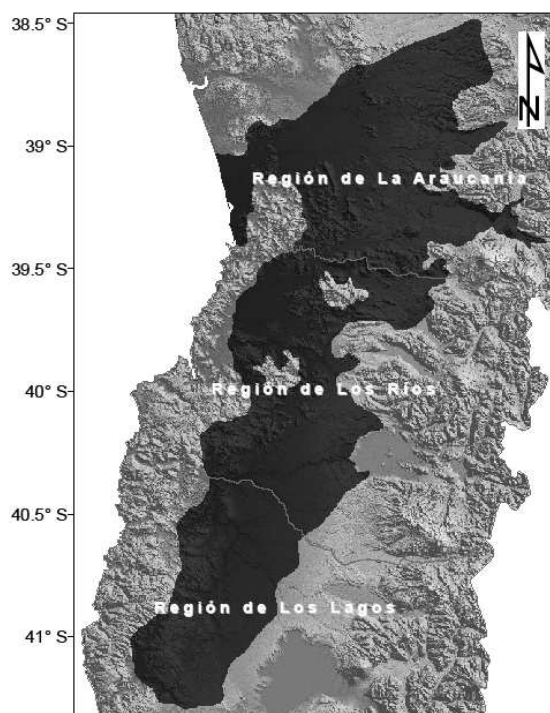 38.5° S
N
39° S
Región de La Araucanía
39.5° S
40° S
Región de Los Ríos
40.5° S
Región de Los Lagos
41° S